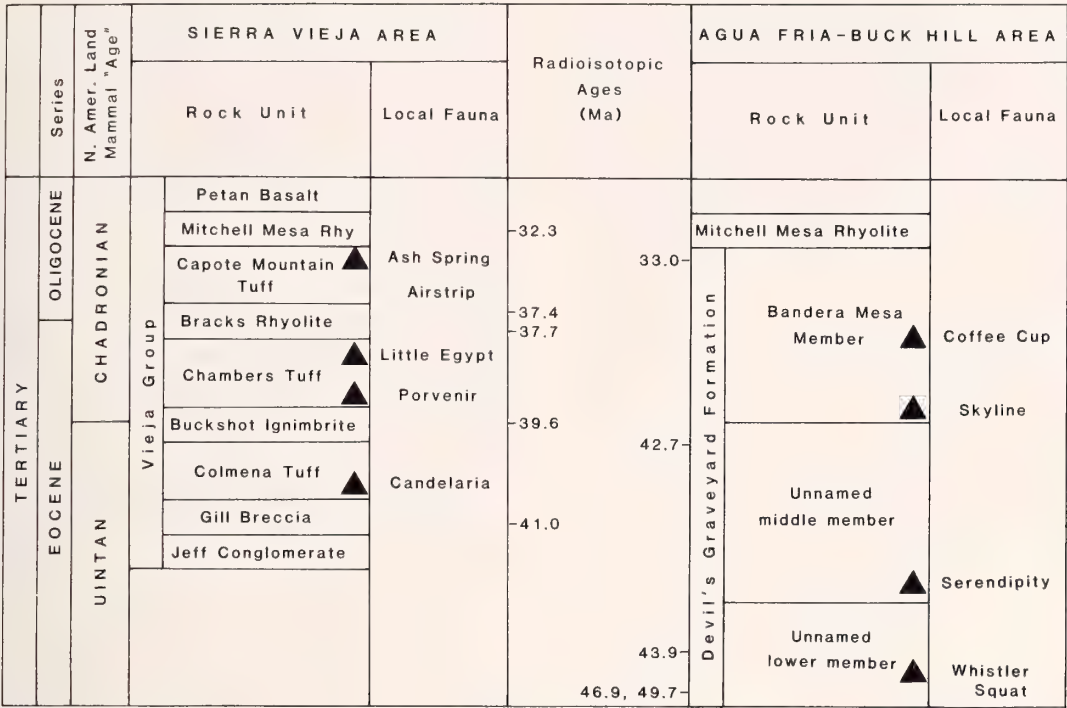 Series
N. Amer. Land
Mammal "Age"
SIERRA VIEJA AREA
Rock Unit
Local Fauna
Radioisotopic
Ages
(Ma)
AGUA FRIA-BUCK HILL AREA
Rock Unit
Local Fauna
TERTIARY
OLIGOCENE
EOCENE
CHADRONIAN
UINTAN
Vieja Group
Petan Basalt
Mitchell Mesa Rhy
Capote Mountain
Tuff
Bracks Rhyolite
Chambers Tuff
Buckshot Ignimbrite
Colmena Tuff
Gill Breccia
Jeff Conglomerate
Ash Spring
Airstrip
Little Egypt
Porvenir
Candelaria
32.3
33.0
37.4
37.7
39.6
42.7
41.0
43.9
46.9, 49.7
Devil's Graveyard Formation
Mitchell Mesa Rhyolite
Bandera Mesa
Member
Unnamed
middle member
Unnamed
lower member
Coffee Cup
Skyline
Serendipity
Whistler
Squat